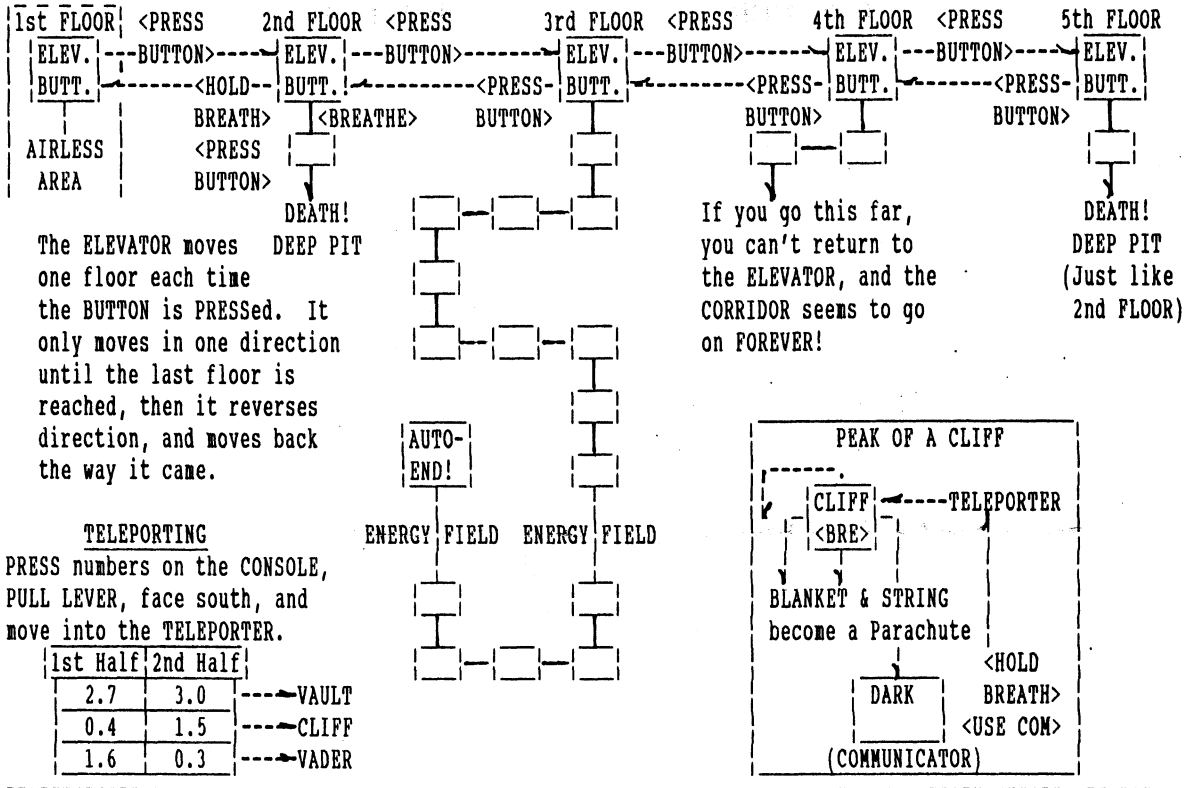 1st FLOOR <PRESS 2nd FLOOR <PRESS 3rd FLOOR <PRESS 4th FLOOR <PRESS 5th FLOOR
ELEV. BUTTON> ELEV. BUTTON> ELEV. BUTTON> ELEV. BUTTON> ELEV.
BUTT. <HOLD BUTT. <PRESS BUTT. <PRESS BUTT. <PRESS BUTT.
BREATH> <BREATHE> BUTTON> BUTTON> BUTTON>
AIRLESS <PRESS
AREA BUTTON>
DEATH!
DEEP PIT
The ELEVATOR moves
one floor each time
the BUTTON is PRESSed. It
only moves in one direction
until the last floor is
reached, then it reverses
direction, and moves back
the way it came.
If you go this far,
you can't return to
the ELEVATOR, and the
CORRIDOR seems to go
on FOREVER!
DEATH!
DEEP PIT
(Just like
2nd FLOOR)
AUTO-
END!
ENERGY FIELD ENERGY FIELD
TELEPORTING
PRESS numbers on the CONSOLE,
PULL LEVER, face south, and
move into the TELEPORTER.
1st Half 2nd Half
2.7 3.0 VAULT
0.4 1.5 CLIFF
1.6 0.3 VADER
PEAK OF A CLIFF
CLIFF TELEPORTER
<BRE>
BLANKET & STRING
become a Parachute
<HOLD
DARK BREATH>
<USE COM>
(COMMUNICATOR)